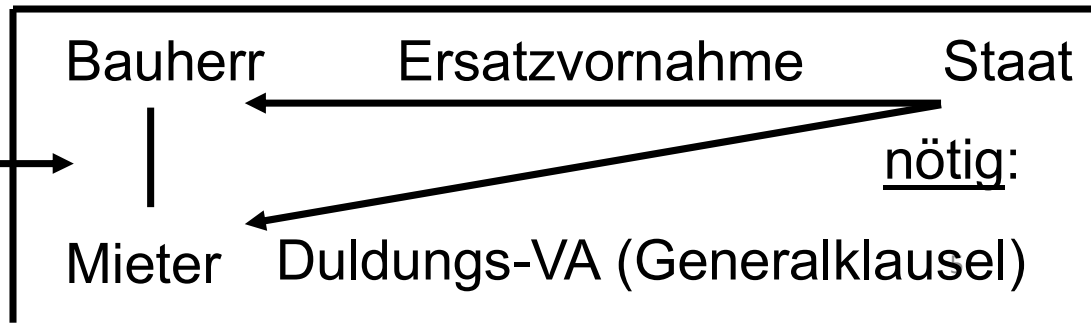 Bauherr Ersatzvornahme Staat
nötig:
Mieter Duldungs-VA (Generalklausel)